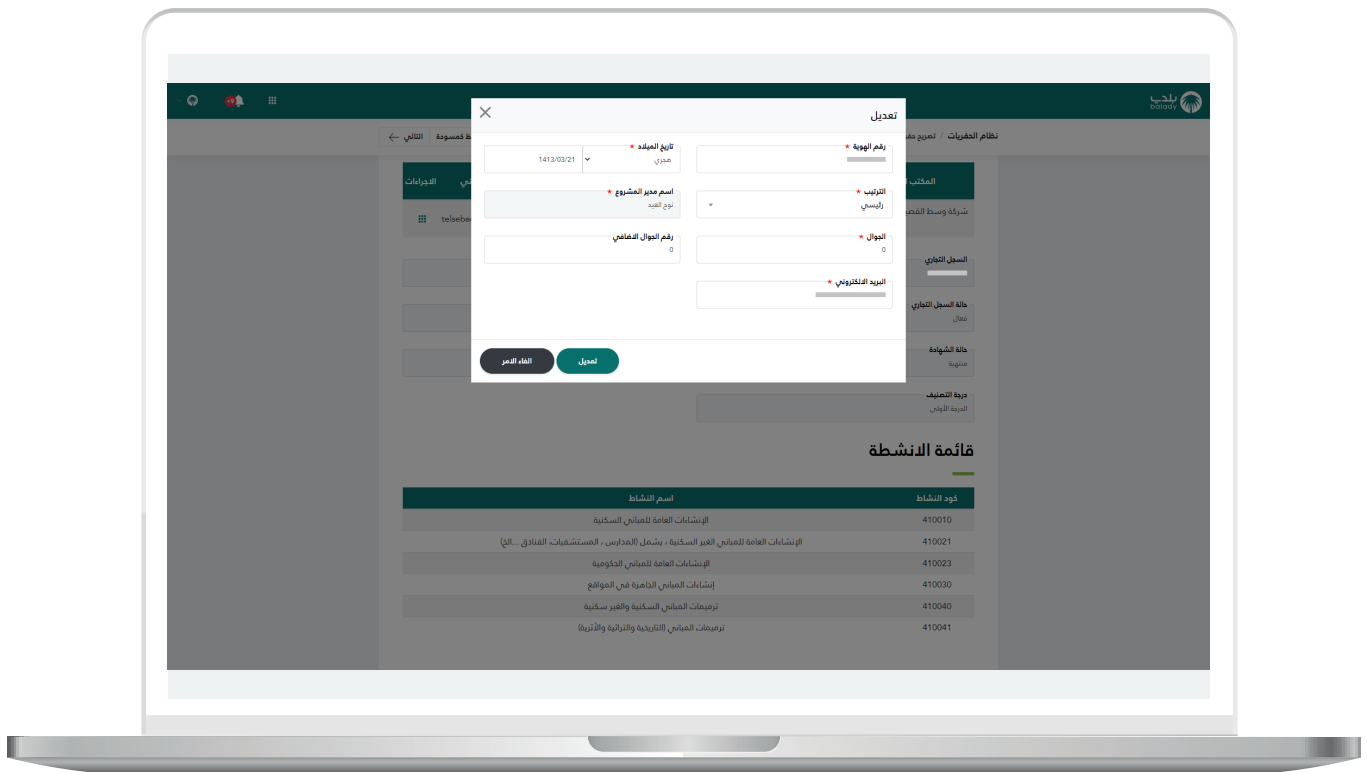 بلدي
balady
+9
نظام الحفريات / تصريح
كمسودة
التالي
تعديل
رقم الهوية *
تاريخ الميلاد *
هجري
1413/03/21
الترتيب *
رئيسي
اسم مدير المشروع *
نوح العيد
الجوال *
0
رقم الجوال الاضافي
0
البريد الالكتروني *
تعديل
الغاء الامر
المكتب
الاجراءات
شركة وسط
السجل التجاري
حالة السجل التجاري
فعال
حالة الشهادة
منتهية
درجة التصنيف
الدرجة الأولى
قائمة الانشطة
كود النشاط
اسم النشاط
410010
الإنشاءات العامة للمباني السكنية
410021
الإنشاءات العامة للمباني الغير السكنية ، يشمل (المدارس ، المستشفيات، الفنادق ...الخ)
410023
الإنشاءات العامة للمباني الحكومية
410030
إنشاءات المباني الجاهزة في المواقع
410040
ترميمات المباني السكنية والغير سكنية
410041
ترميمات المباني (التاريخية والتراثية والأثرية)